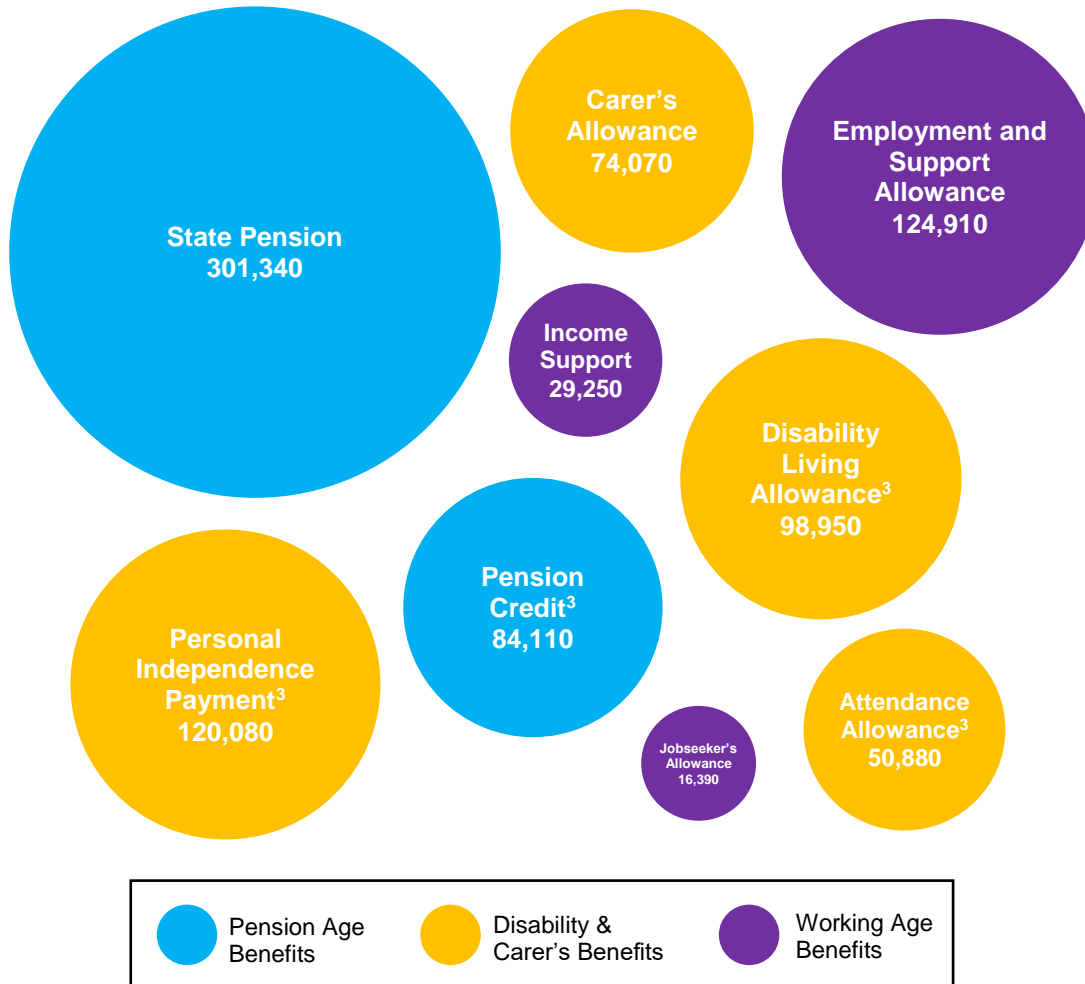 State Pension
301,340
Carer’s
Allowance
74,070
Employment and
Support
Allowance
124,910
Income
Support
29,250
Disability
Living
Allowance³
98,950
Pension
Credit³
84,110
Personal
Independence
Payment³
120,080
Jobseeker’s
Allowance
16,390
Attendance
Allowance³
50,880
Pension Age
Benefits
Disability &
Carer’s Benefits
Working Age
Benefits